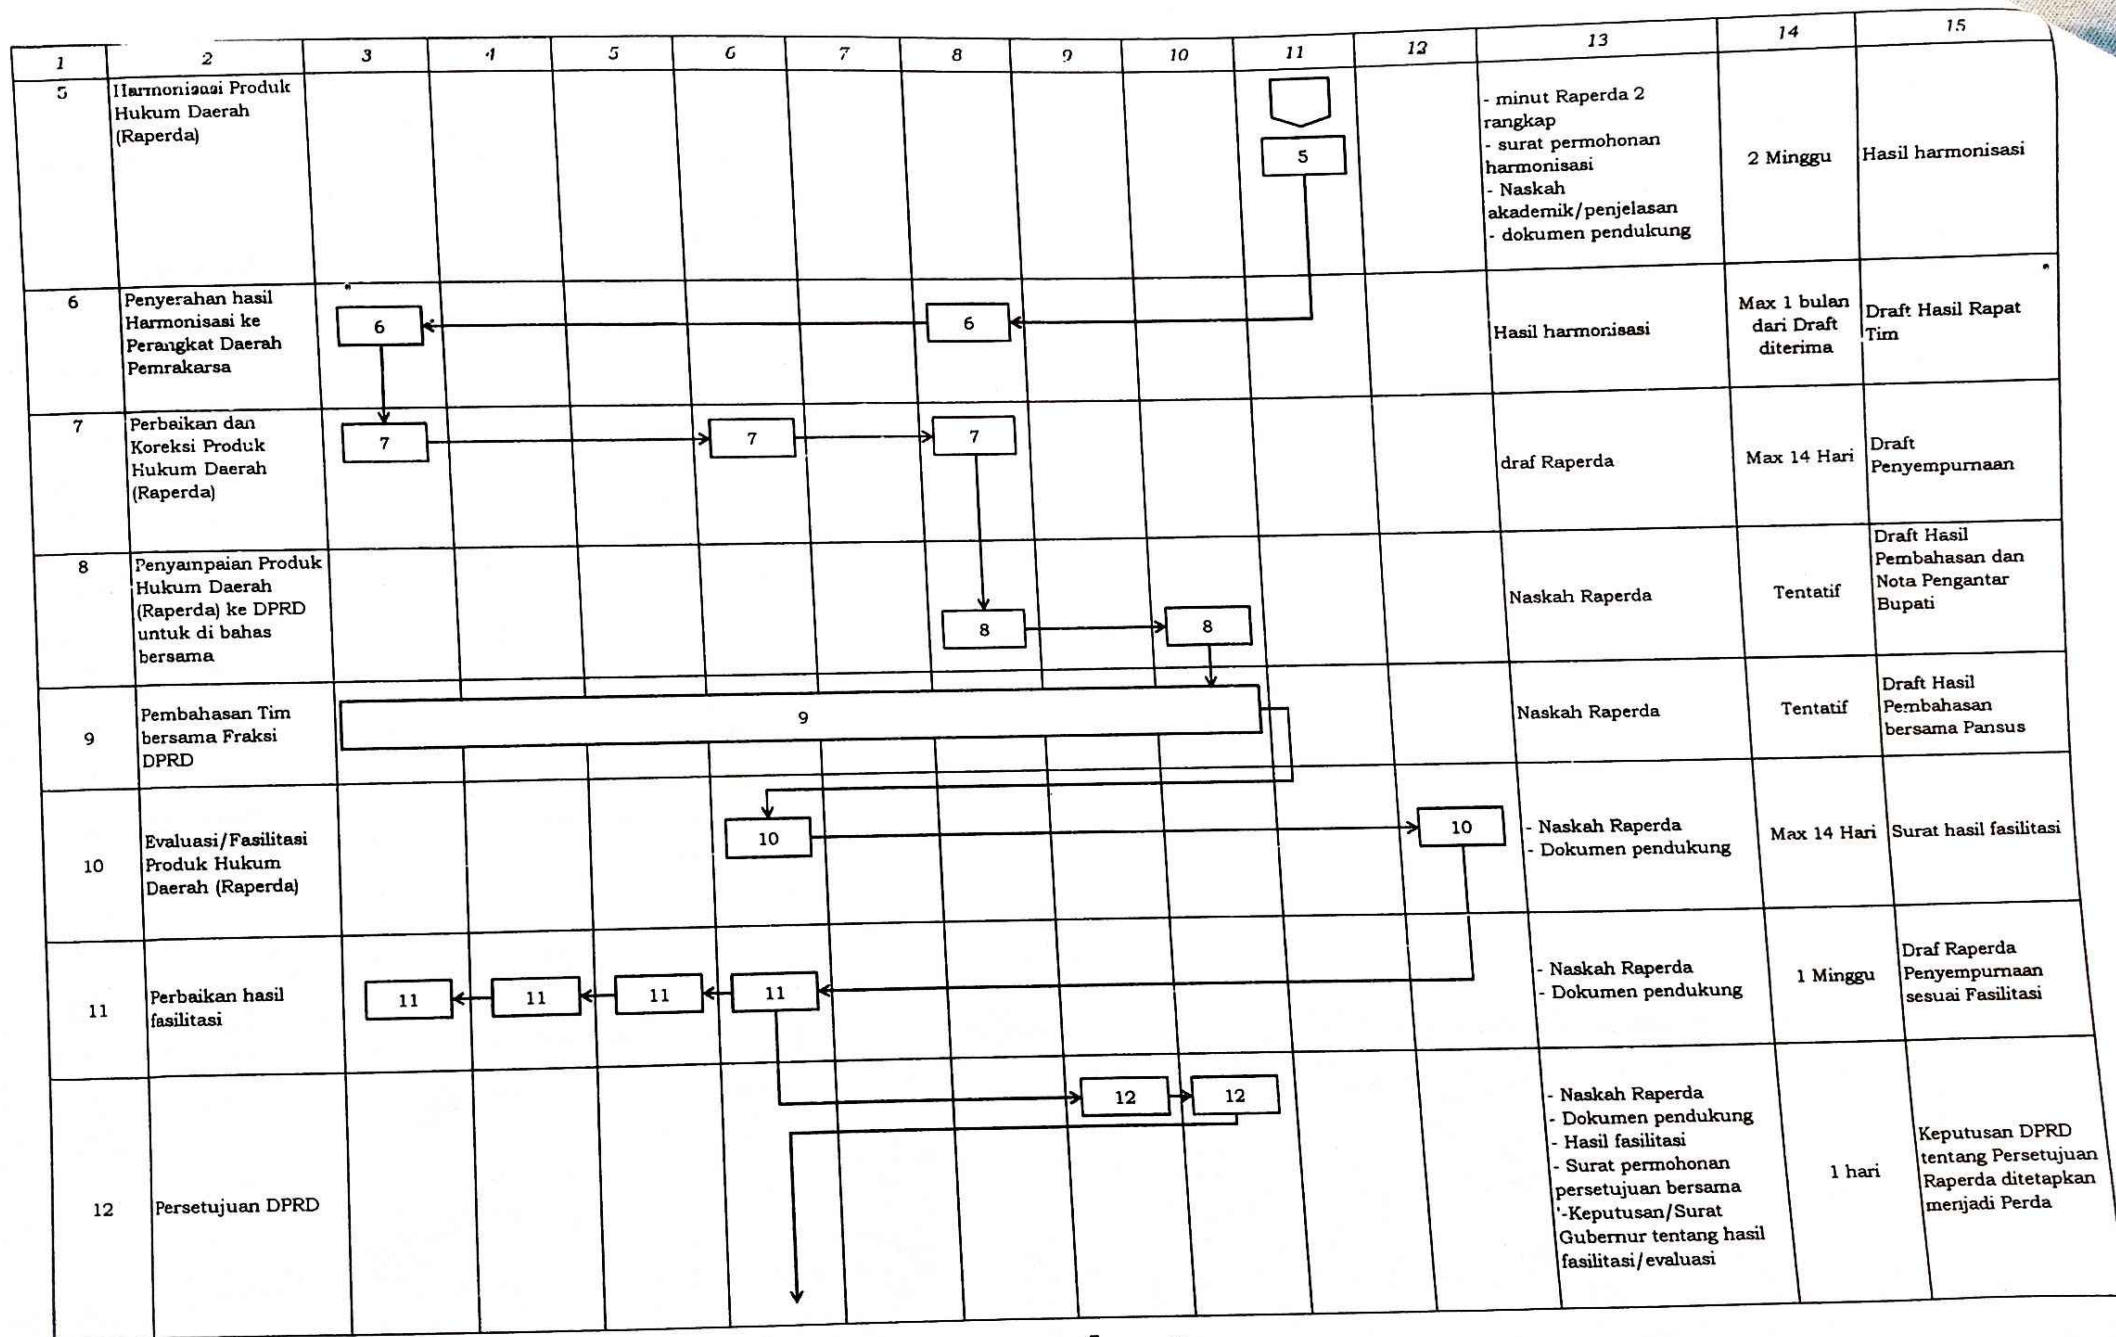 1 2 3 4 5 6 7 8 9 10 11 12 13 14 15
5
Harmonisasi Produk
Hukum Daerah
(Raperda)
5
- minut Raperda 2
rangkap
- surat permohonan
harmonisasi
- Naskah
akademik/penjelasan
- dokumen pendukung
2 Minggu
Hasil harmonisasi
6
Penyerahan hasil
Harmonisasi ke
Perangkat Daerah
Pemrakarsa
6 6
Hasil harmonisasi
Max 1 bulan
dari Draft
diterima
Draft Hasil Rapat
Tim
7
Perbaikan dan
Koreksi Produk
Hukum Daerah
(Raperda)
7 7 7
draf Raperda
Max 14 Hari
Draft
Penyempurnaan
8
Penyampaian Produk
Hukum Daerah
(Raperda) ke DPRD
untuk di bahas
bersama
8 8
Naskah Raperda
Tentatif
Draft Hasil
Pembahasan dan
Nota Pengantar
Bupati
9
Pembahasan Tim
bersama Fraksi
DPRD
9
Naskah Raperda
Tentatif
Draft Hasil
Pembahasan
bersama Pansus
10
Evaluasi/Fasilitasi
Produk Hukum
Daerah (Raperda)
10 10
- Naskah Raperda
- Dokumen pendukung
Max 14 Hari
Surat hasil fasilitasi
11
Perbaikan hasil
fasilitasi
11 11 11 11
- Naskah Raperda
- Dokumen pendukung
1 Minggu
Draf Raperda
Penyempurnaan
sesuai Fasilitasi
12
Persetujuan DPRD
12 12
- Naskah Raperda
- Dokumen pendukung
- Hasil fasilitasi
- Surat permohonan
persetujuan bersama
'-Keputusan/Surat
Gubernur tentang hasil
fasilitasi/evaluasi
1 hari
Keputusan DPRD
tentang Persetujuan
Raperda ditetapkan
menjadi Perda